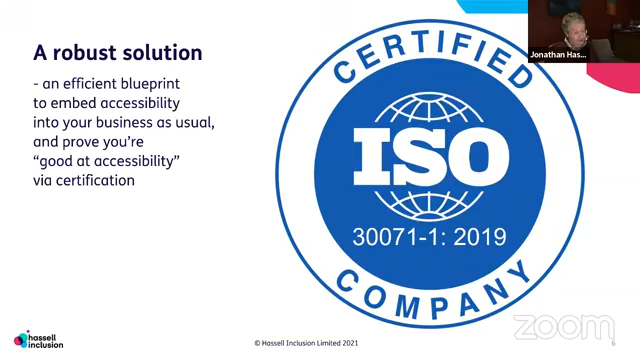 A robust solution
- an efficient blueprint
to embed accessibility
into your business as usual,
and prove you're
“good at accessibility”
via certification
CERTIFIED
ISO
30071-1: 2019
COMPANY
Jonathan Has...
hassell
inclusion
© Hassell Inclusion Limited 2021
zoom
6